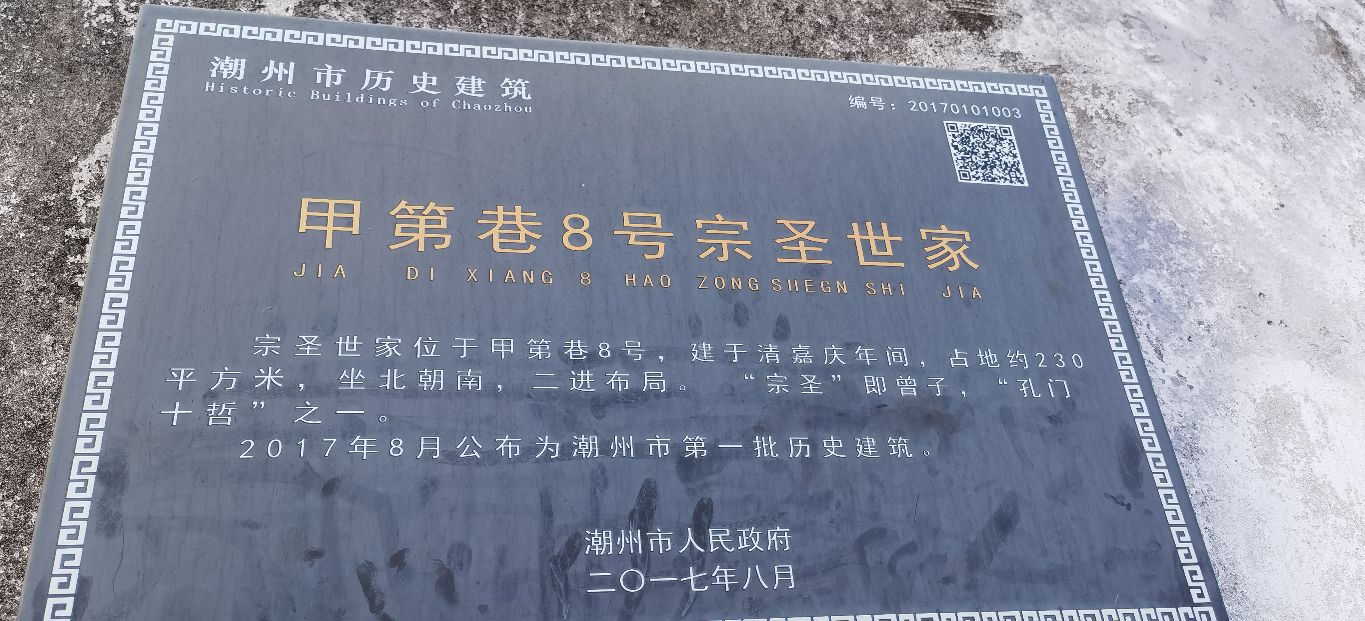 潮州市历史建筑
Historic Buildings of Chaozhou
编号：20170101003
甲第巷8号宗圣世家
JIA DI XIANG 8 HAO ZONG SHEGN SHI JIA
宗圣世家位于甲第巷8号，建于清嘉庆年间，占地约230
平方米，坐北朝南，二进布局。“宗圣”即曾子，“孔门
十哲”之一。
2017年8月公布为潮州市第一批历史建筑。
潮州市人民政府
二〇一七年八月